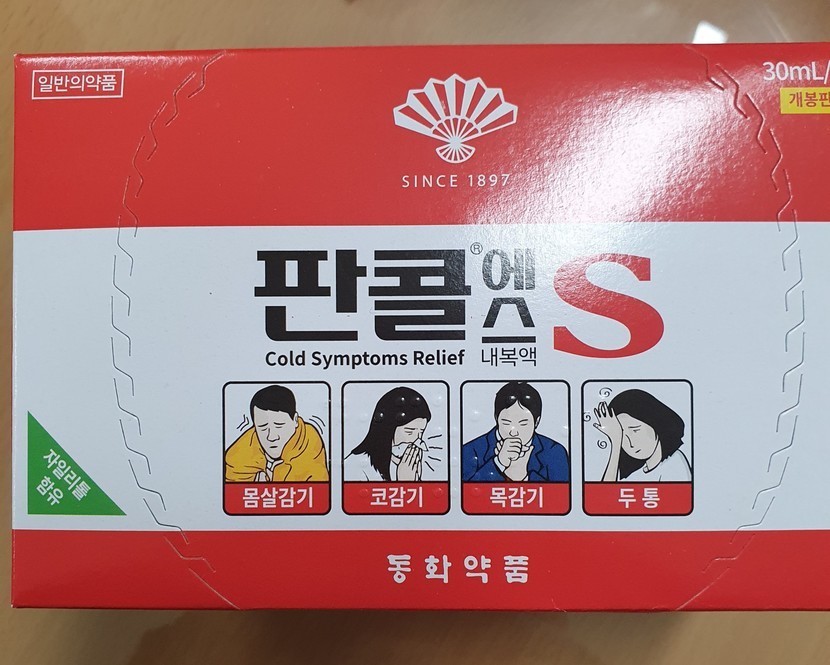 일반의약품
30mL/
개봉판
SINCE 1897
판콜® 에스 S
Cold Symptoms Relief 내복액
자일리톨
함유
몸살감기
코감기
목감기
두통
동화약품